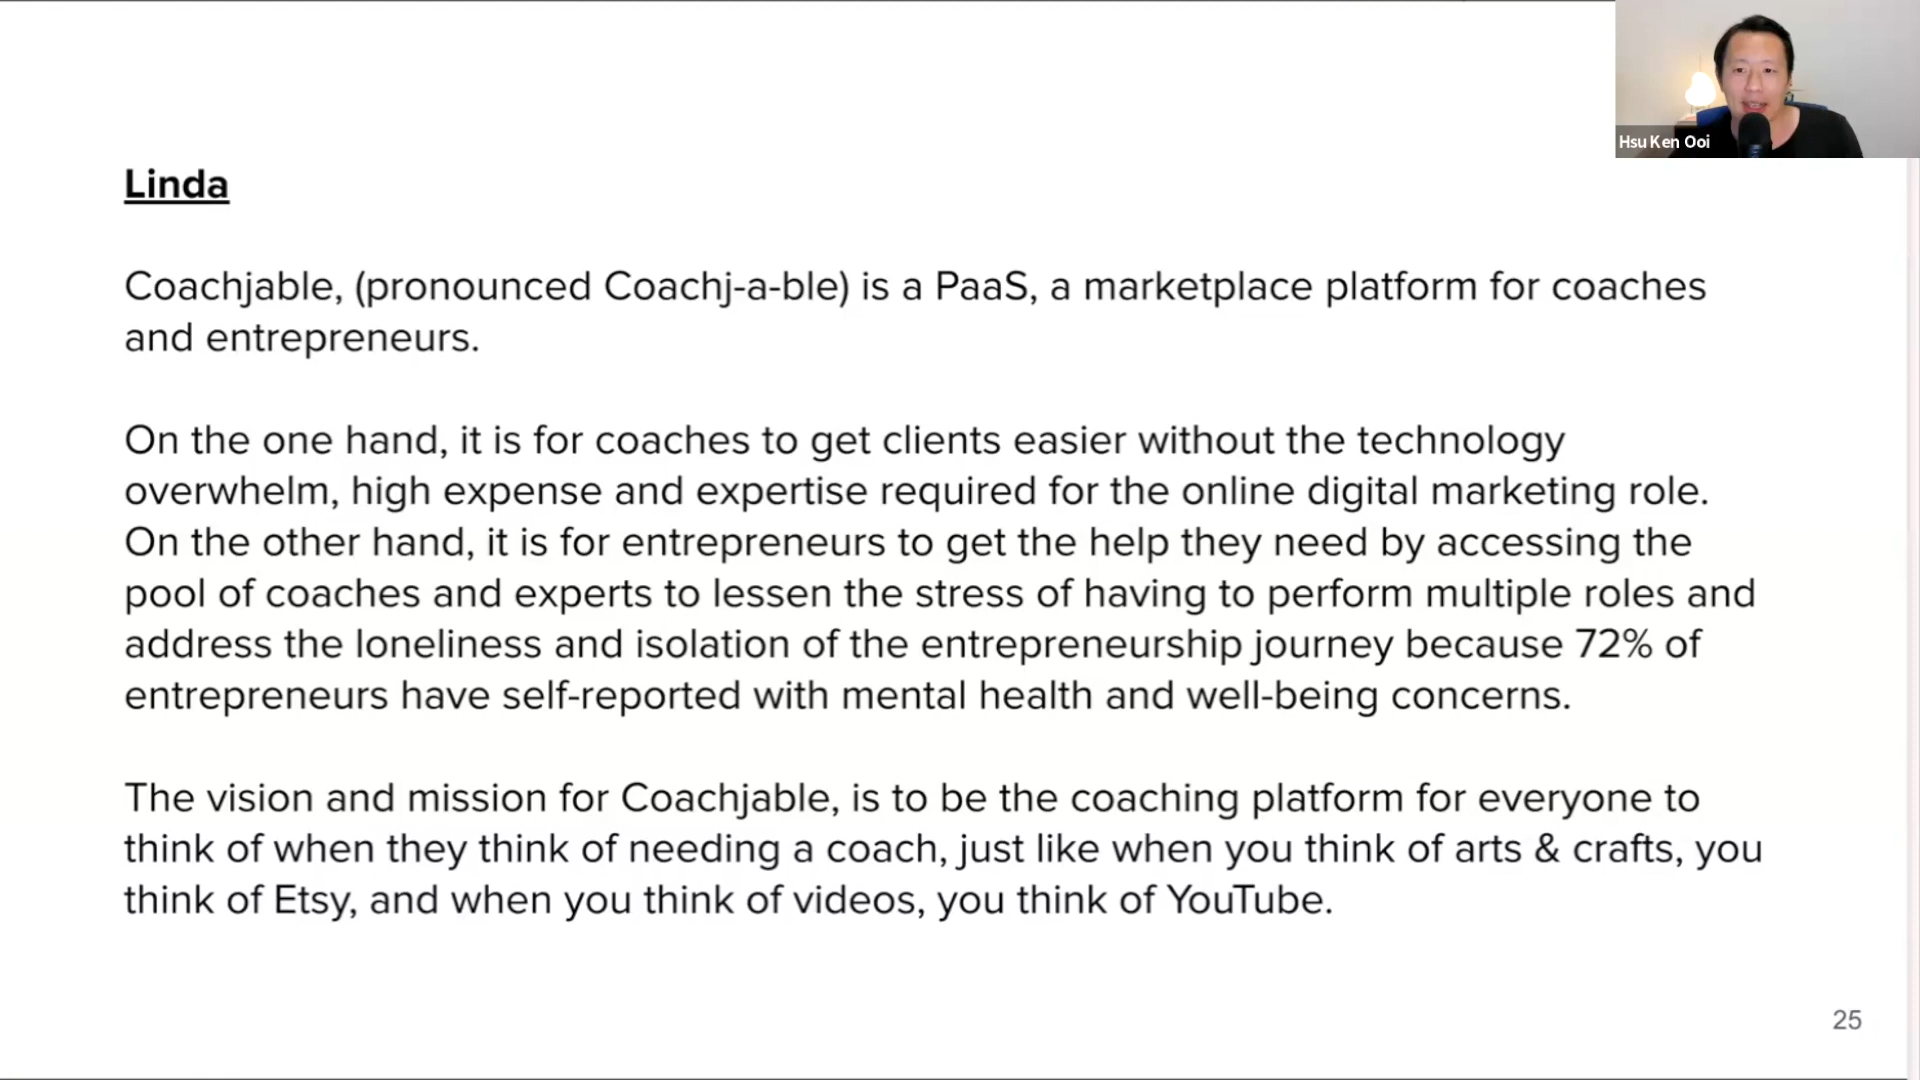 Hsu Ken Ooi
Linda
Coachjable, (pronounced Coachj-a-ble) is a PaaS, a marketplace platform for coaches
and entrepreneurs.
On the one hand, it is for coaches to get clients easier without the technology
overwhelm, high expense and expertise required for the online digital marketing role.
On the other hand, it is for entrepreneurs to get the help they need by accessing the
pool of coaches and experts to lessen the stress of having to perform multiple roles and
address the loneliness and isolation of the entrepreneurship journey because 72% of
entrepreneurs have self-reported with mental health and well-being concerns.
The vision and mission for Coachjable, is to be the coaching platform for everyone to
think of when they think of needing a coach, just like when you think of arts & crafts, you
think of Etsy, and when you think of videos, you think of YouTube.
25